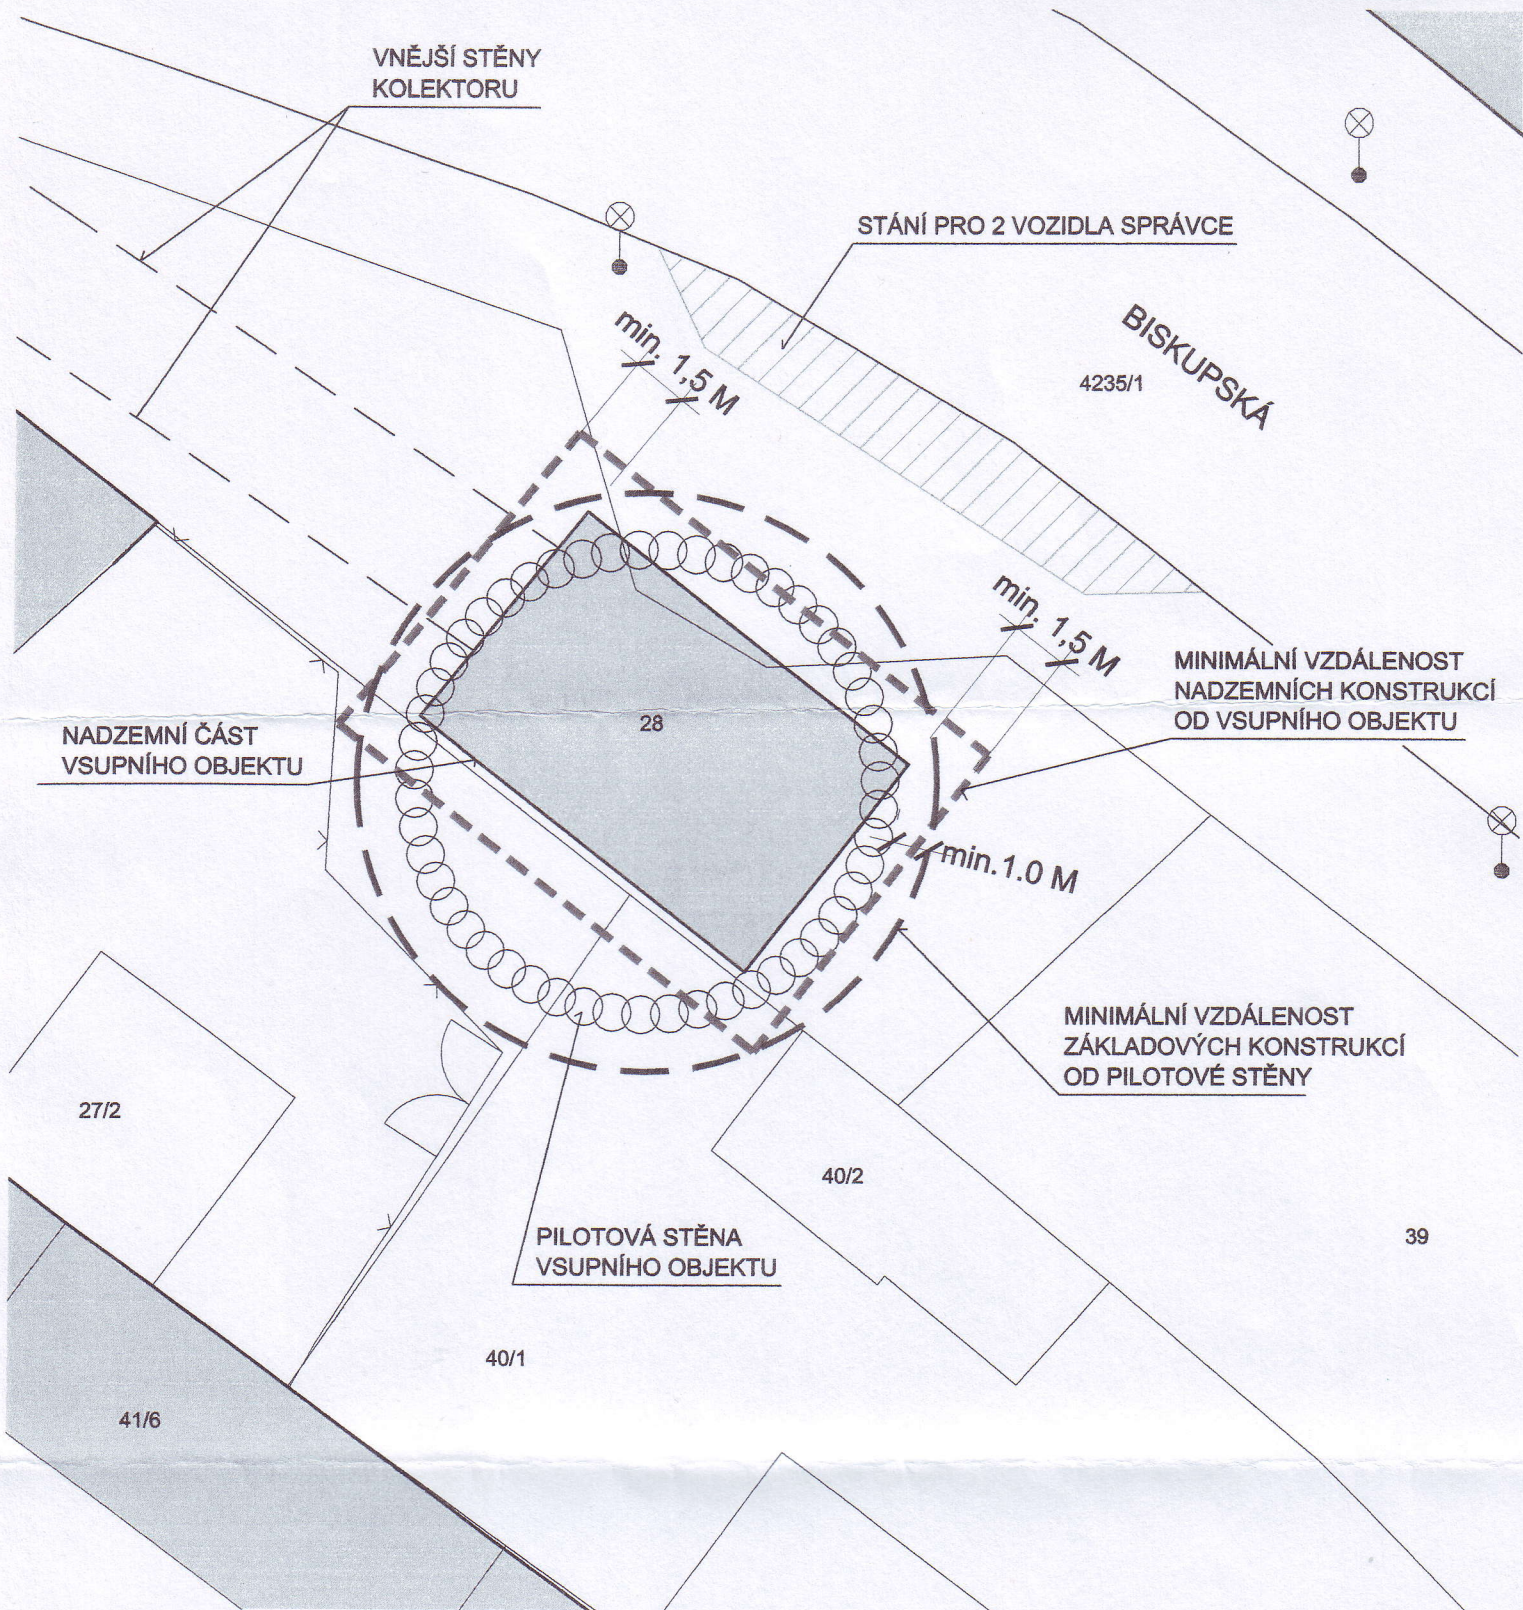 VNĚJŠÍ STĚNY
KOLEKTORU
STÁNÍ PRO 2 VOZIDLA SPRÁVCE
BISKUPSKÁ
4235/1
min. 1,5 M
min. 1,5 M
MINIMÁLNÍ VZDÁLENOST
NADZEMNÍCH KONSTRUKCÍ
OD VSUPNÍHO OBJEKTU
28
NADZEMNÍ ČÁST
VSUPNÍHO OBJEKTU
min.1.0 M
MINIMÁLNÍ VZDÁLENOST
ZÁKLADOVÝCH KONSTRUKCÍ
OD PILOTOVÉ STĚNY
27/2
40/2
PILOTOVÁ STĚNA
VSUPNÍHO OBJEKTU
39
40/1
41/6